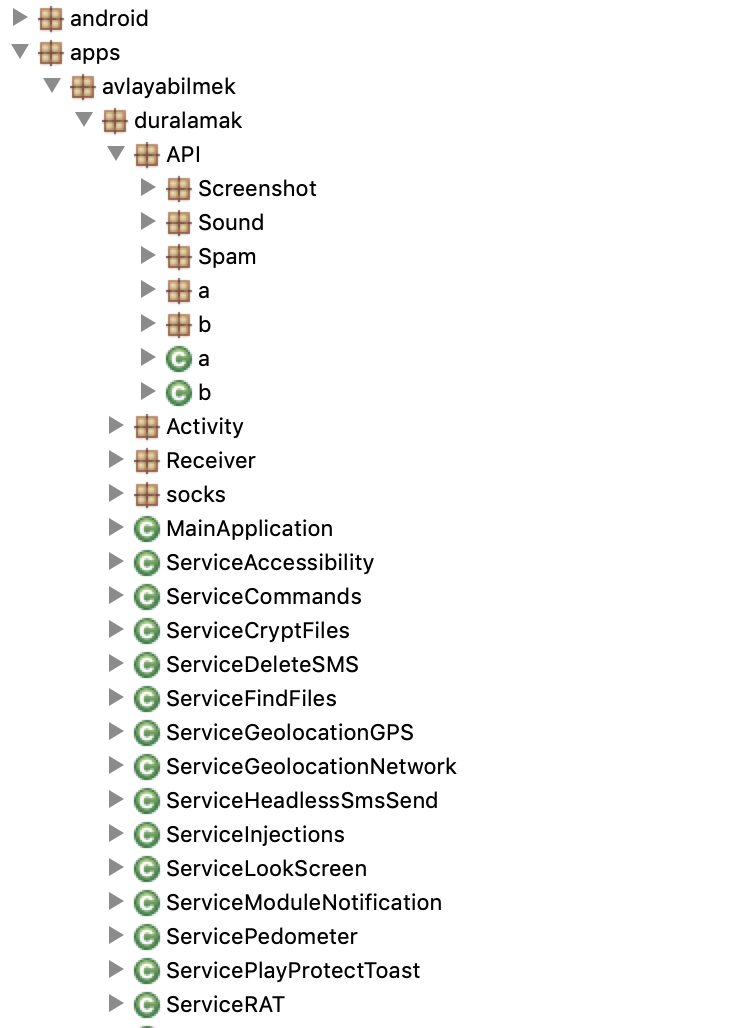 android
apps
avlayabilmek
duralamak
API
Screenshot
Sound
Spam
a
b
a
b
Activity
Receiver
socks
MainApplication
ServiceAccessibility
ServiceCommands
ServiceCryptFiles
ServiceDeleteSMS
ServiceFindFiles
ServiceGeolocationGPS
ServiceGeolocationNetwork
ServiceHeadlessSmsSend
ServiceInjections
ServiceLookScreen
ServiceModuleNotification
ServicePedometer
ServicePlayProtectToast
ServiceRAT